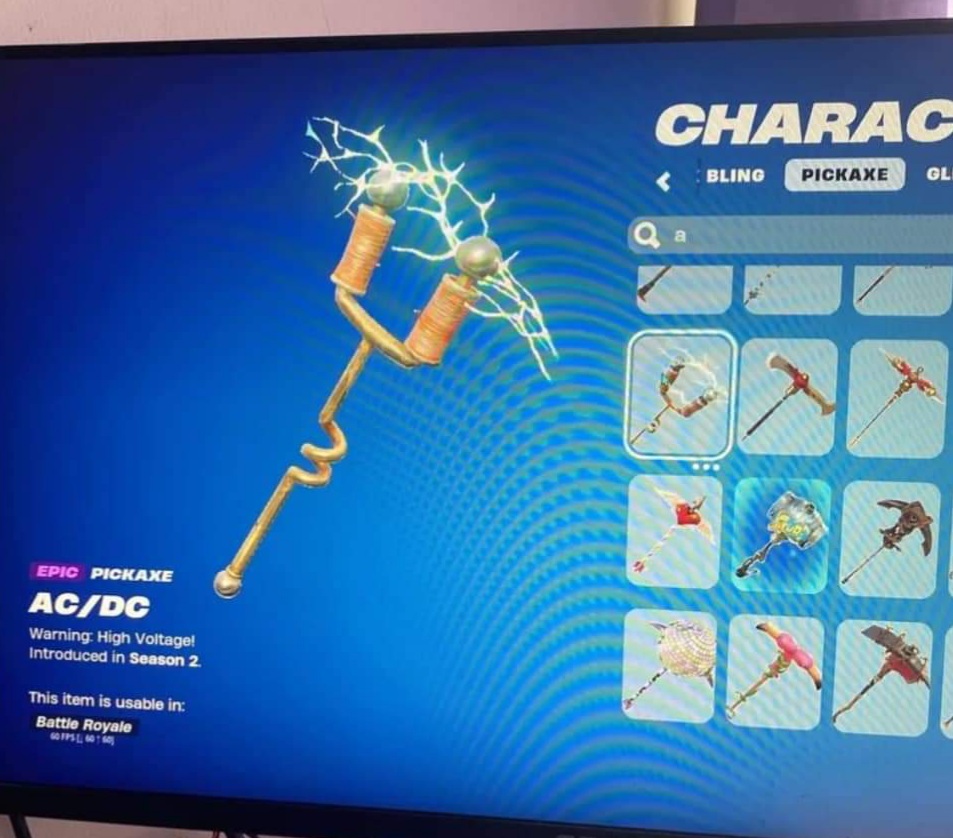 CHARAC
BLING PICKAXE GLI
a
EPIC PICKAXE
AC/DC
Warning: High Voltage!
Introduced in Season 2.
This item is usable in:
Battle Royale